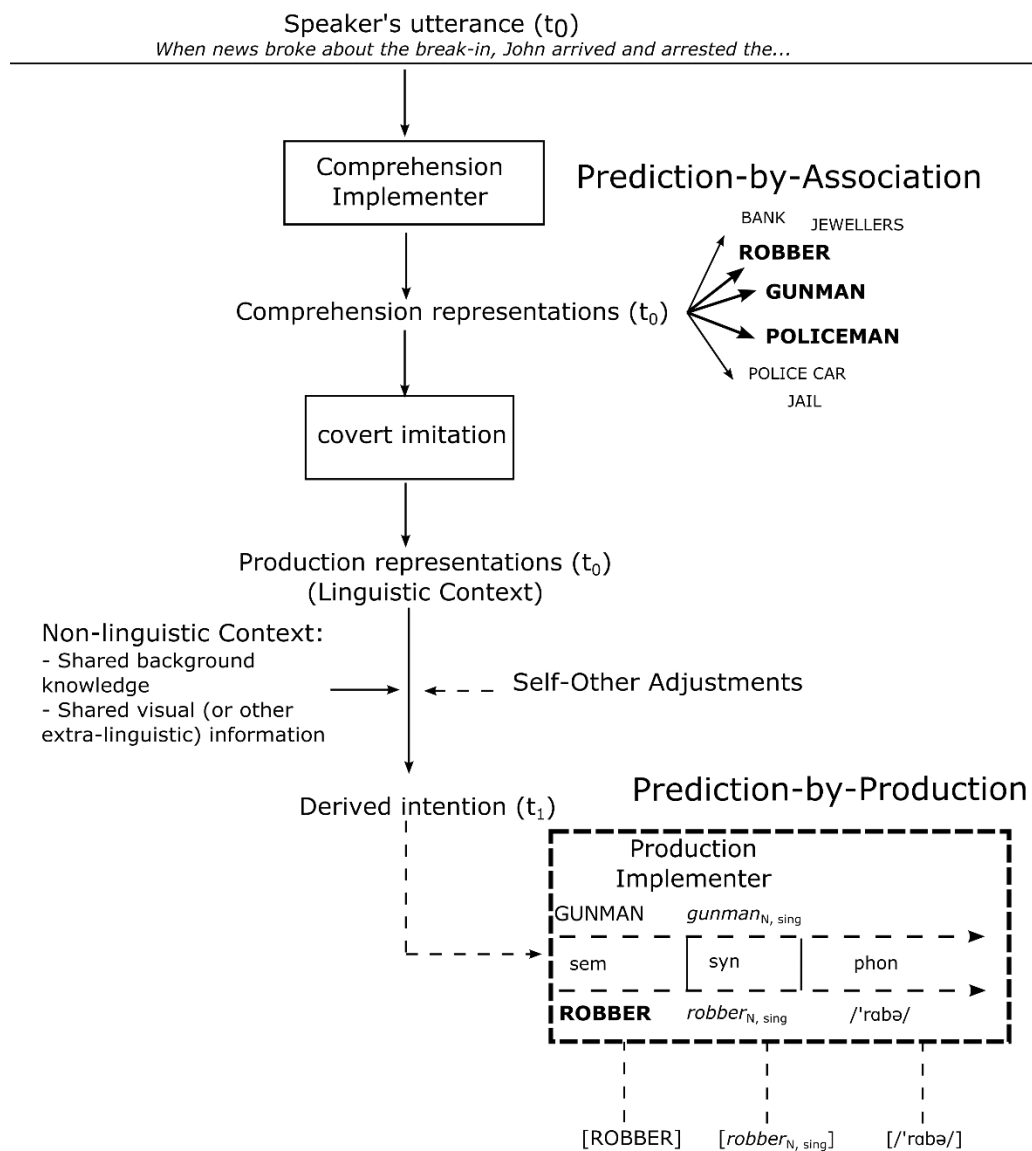 Speaker's utterance (t0)
When news broke about the break-in, John arrived and arrested the...
Comprehension
Implementer
Prediction-by-Association
BANK
JEWELLERS
ROBBER
GUNMAN
Comprehension representations (t0)
POLICEMAN
POLICE CAR
JAIL
covert imitation
Production representations (t0)
(Linguistic Context)
Non-linguistic Context:
- Shared background
knowledge
- Shared visual (or other
extra-linguistic) information
Self-Other Adjustments
Derived intention (t1)
Prediction-by-Production
Production
Implementer
GUNMAN gunmanN, sing
sem syn phon
ROBBER robberN, sing /'rɑbə/
[ROBBER] [robberN, sing] [/'rɑbə/]